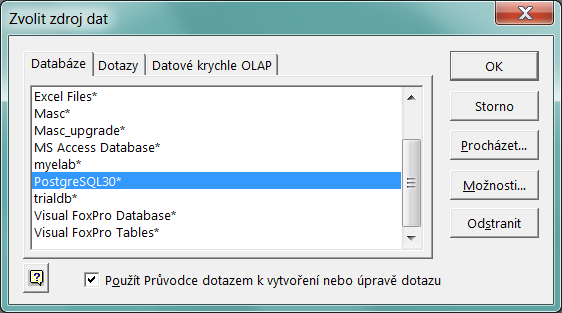 Zvolit zdroj dat
Databáze Dotazy Datové krychle OLAP
Excel Files*
Masc*
Masc_upgrade*
MS Access Database*
myelab*
PostgreSQL30*
trialdb*
Visual FoxPro Database*
Visual FoxPro Tables*
OK
Storno
Procházet...
Možnosti...
Odstranit
Použít Průvodce dotazem k vytvoření nebo úpravě dotazu